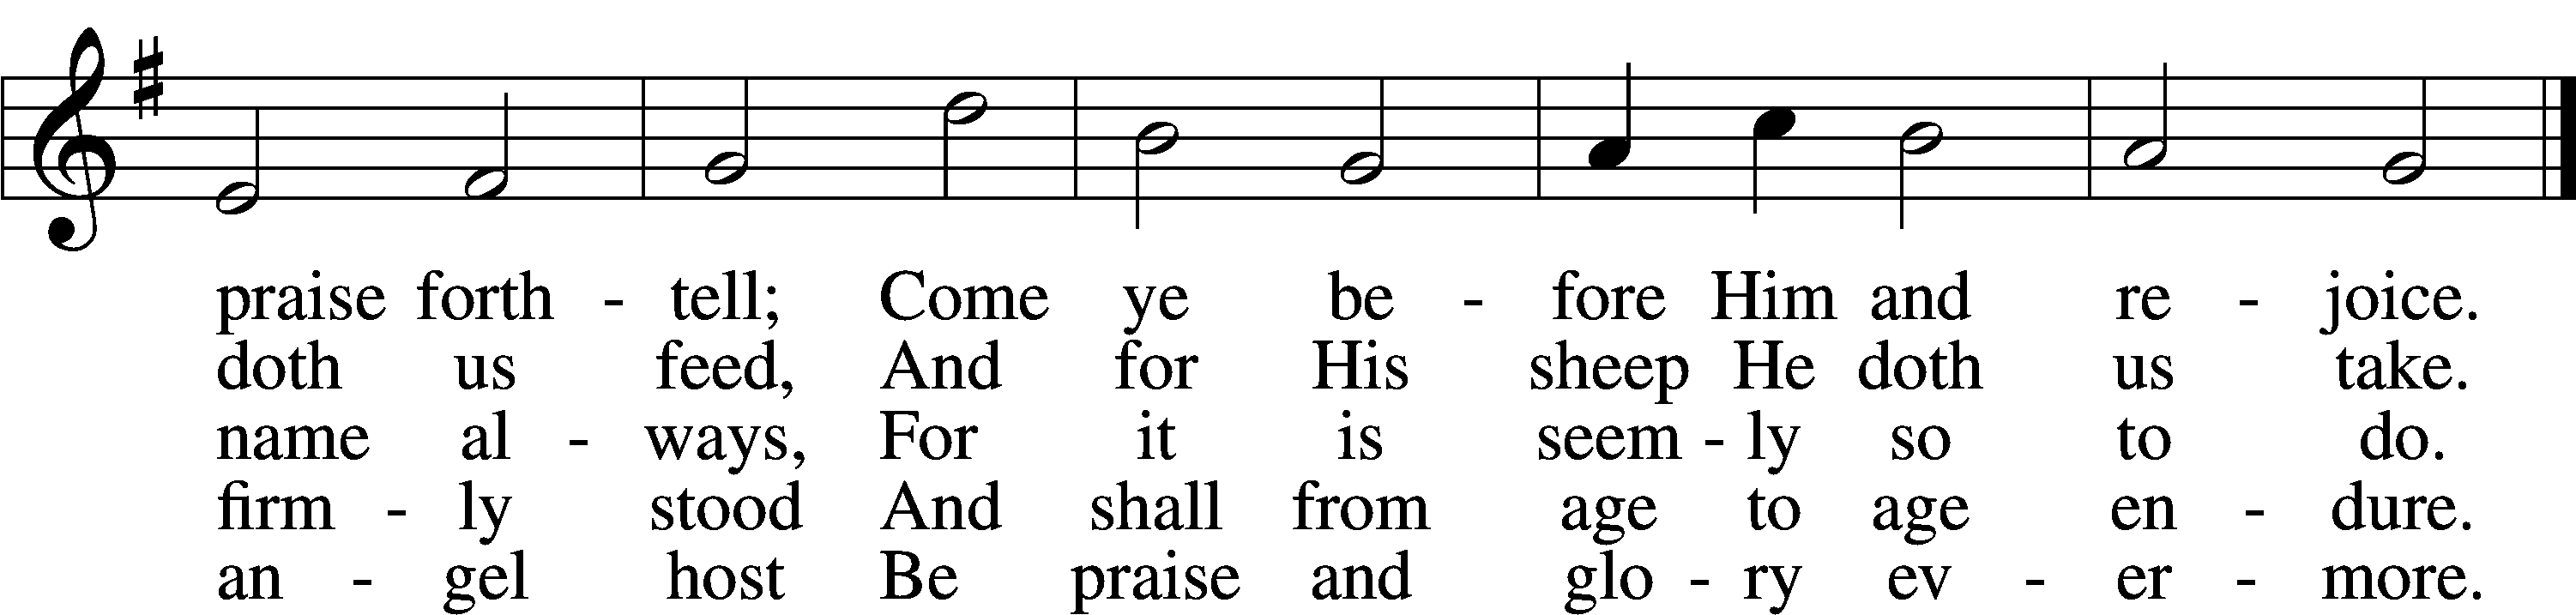 praise forth - tell; Come ye be - fore Him and re - joice.
doth us feed, And for His sheep He doth us take.
name al - ways, For it is seem - ly so to do.
firm - ly stood And shall from age to age en - dure.
an - gel host Be praise and glo - ry ev - er - more.